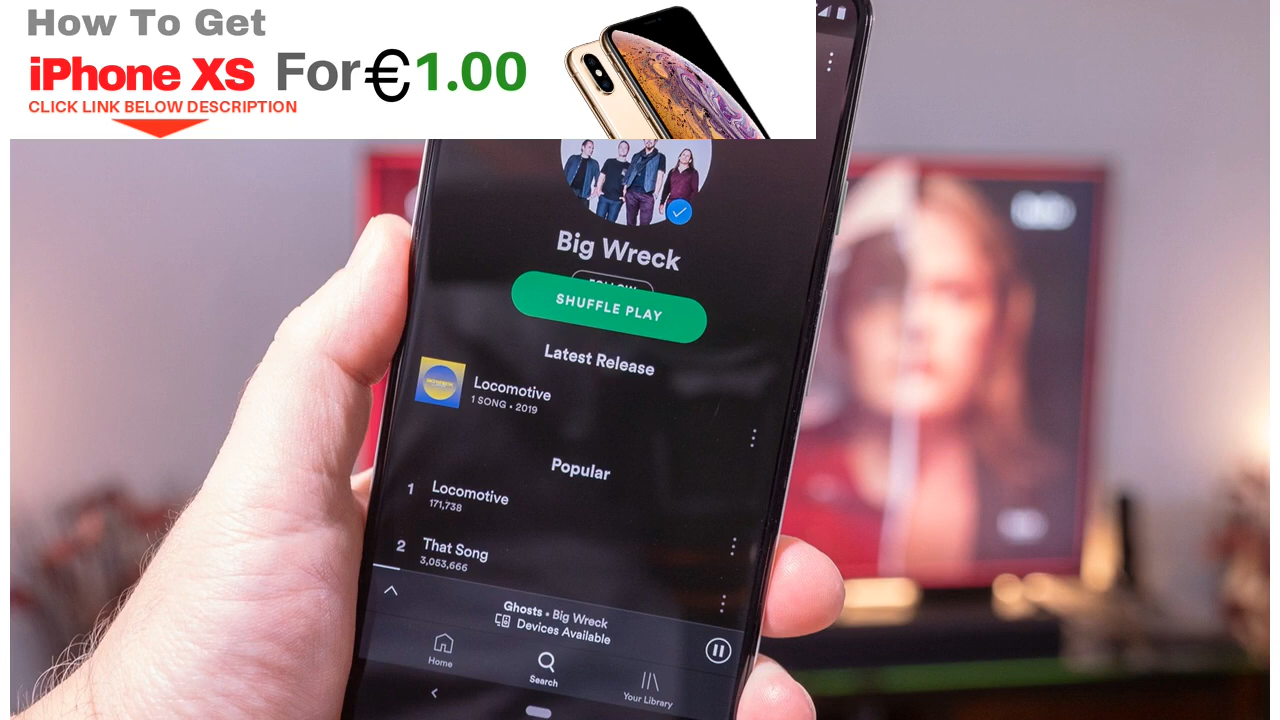 How To Get
iPhone XS For €1.00
CLICK LINK BELOW DESCRIPTION
Big Wreck
FOLLOW
SHUFFLE PLAY
Latest Release
Locomotive
1 SONG • 2019
Popular
1 Locomotive
171,738
2 That Song
3,053,666
Ghosts • Big Wreck
Devices Available
Home
Search
Your Library